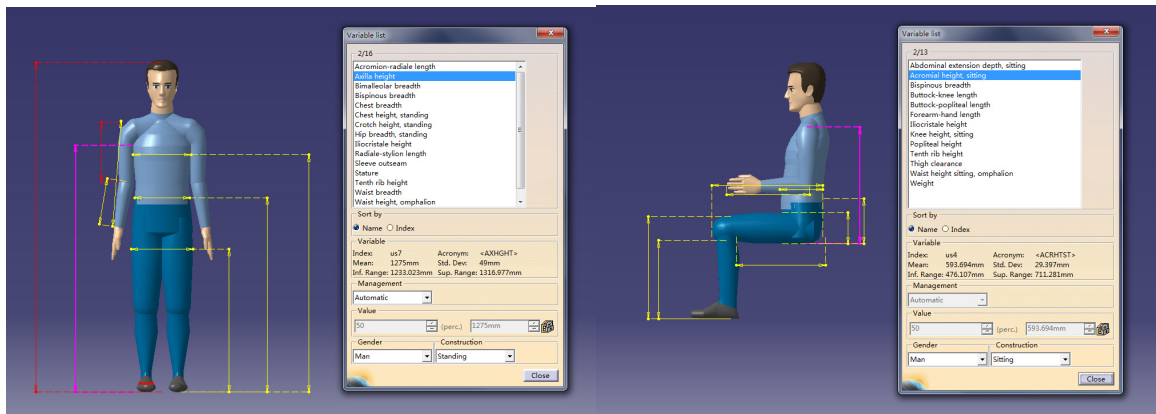 Variable list
2/16
Acromion-radiale length
Axilla height
Bimalleolar breadth
Bispinous breadth
Chest breadth
Chest height, standing
Crotch height, standing
Hip breadth, standing
Iliocristale height
Radiale-stylion length
Sleeve outseam
Stature
Tenth rib height
Waist breadth
Waist height, omphalion
Sort by
Name Index
Variable
Index: us7 Acronym: <AXHGHT>
Mean: 1275mm Std. Dev: 49mm
Inf. Range: 1233.023mm Sup. Range: 1316.977mm
Management
Automatic
Value
50 (perc.) 1275mm
Gender Construction
Man Standing
Close
Variable list
2/13
Abdominal extension depth, sitting
Acromial height, sitting
Bispinous breadth
Buttock-knee length
Buttock-popliteal length
Forearm-hand length
Iliocristale height
Knee height, sitting
Popliteal height
Tenth rib height
Thigh clearance
Waist height sitting, omphalion
Weight
Sort by
Name Index
Variable
Index: us4 Acronym: <ACRHTST>
Mean: 593.694mm Std. Dev: 29.397mm
Inf. Range: 476.107mm Sup. Range: 711.281mm
Management
Automatic
Value
50 (perc.) 593.694mm
Gender Construction
Man Sitting
Close